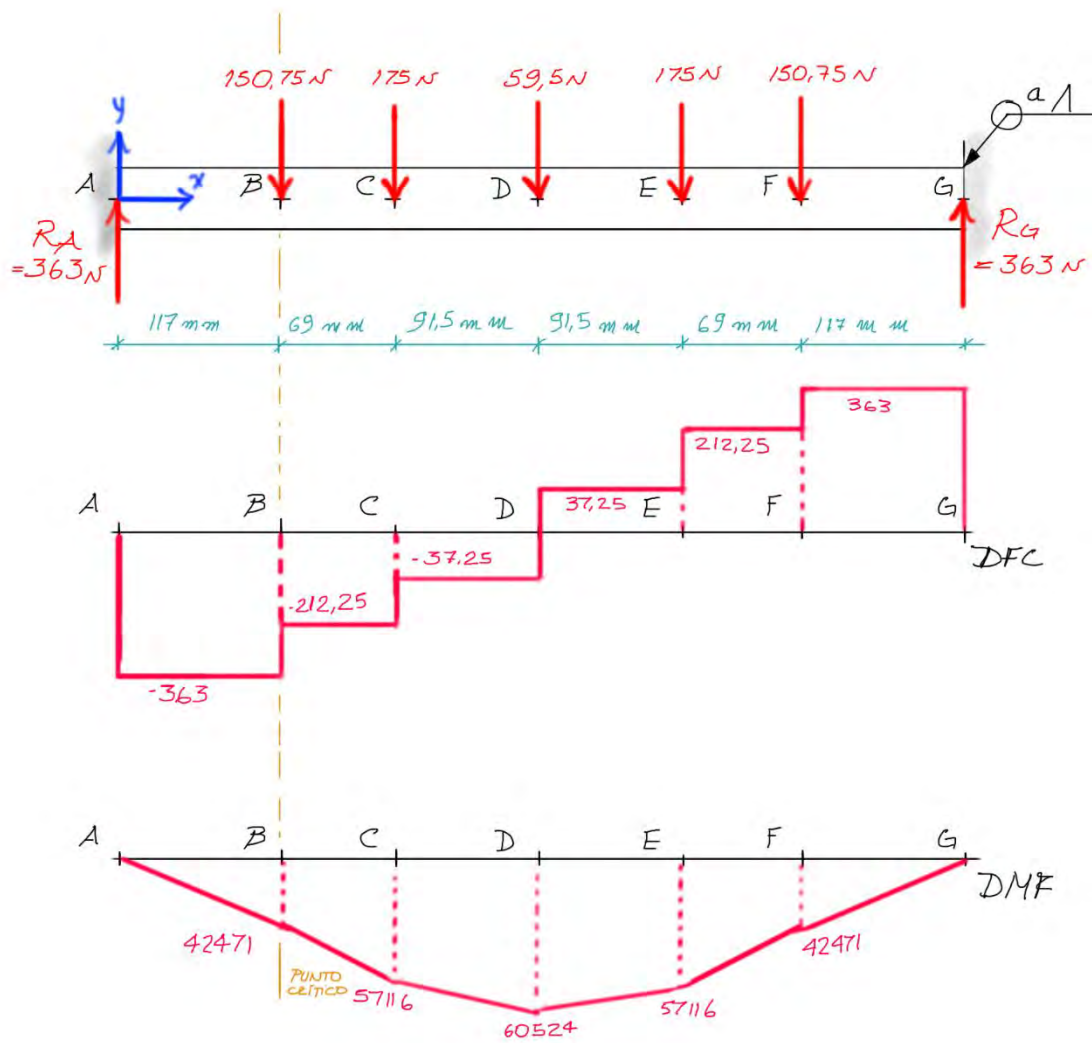 150,75 N 175 N 59,5 N 175 N 150,75 N
a 1
y
x
A B C D E F G
RA
=363 N
RG
=363 N
117 mm 69 mm 91,5 mm 91,5 mm 69 mm 117 mm
363
212,25
A B C D 37,25 E F G
DFC
-37,25
-212,25
-363
A B C D E F G
DMF
42471 42471
PUNTO
CRÍTICO
57116 57116
60524